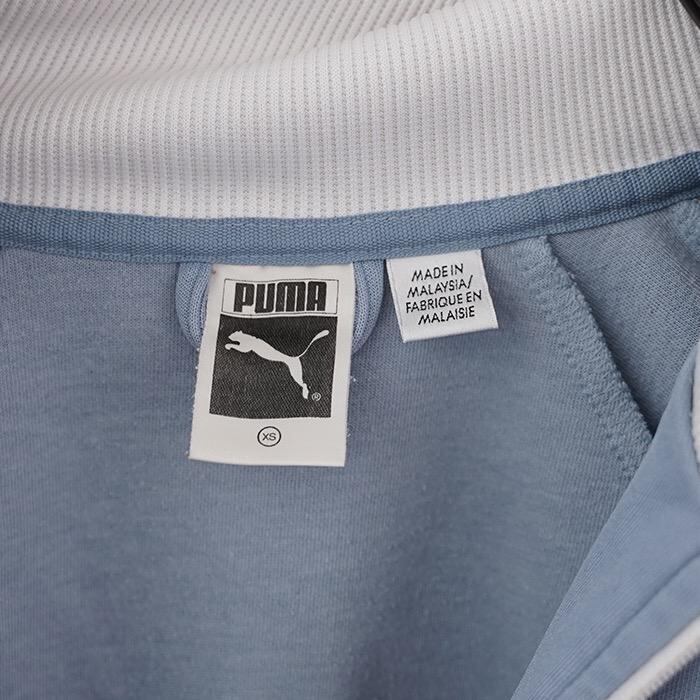 PUMA
®
XS
MADE IN
MALAYSIA/
FABRIQUE EN
MALAISIE